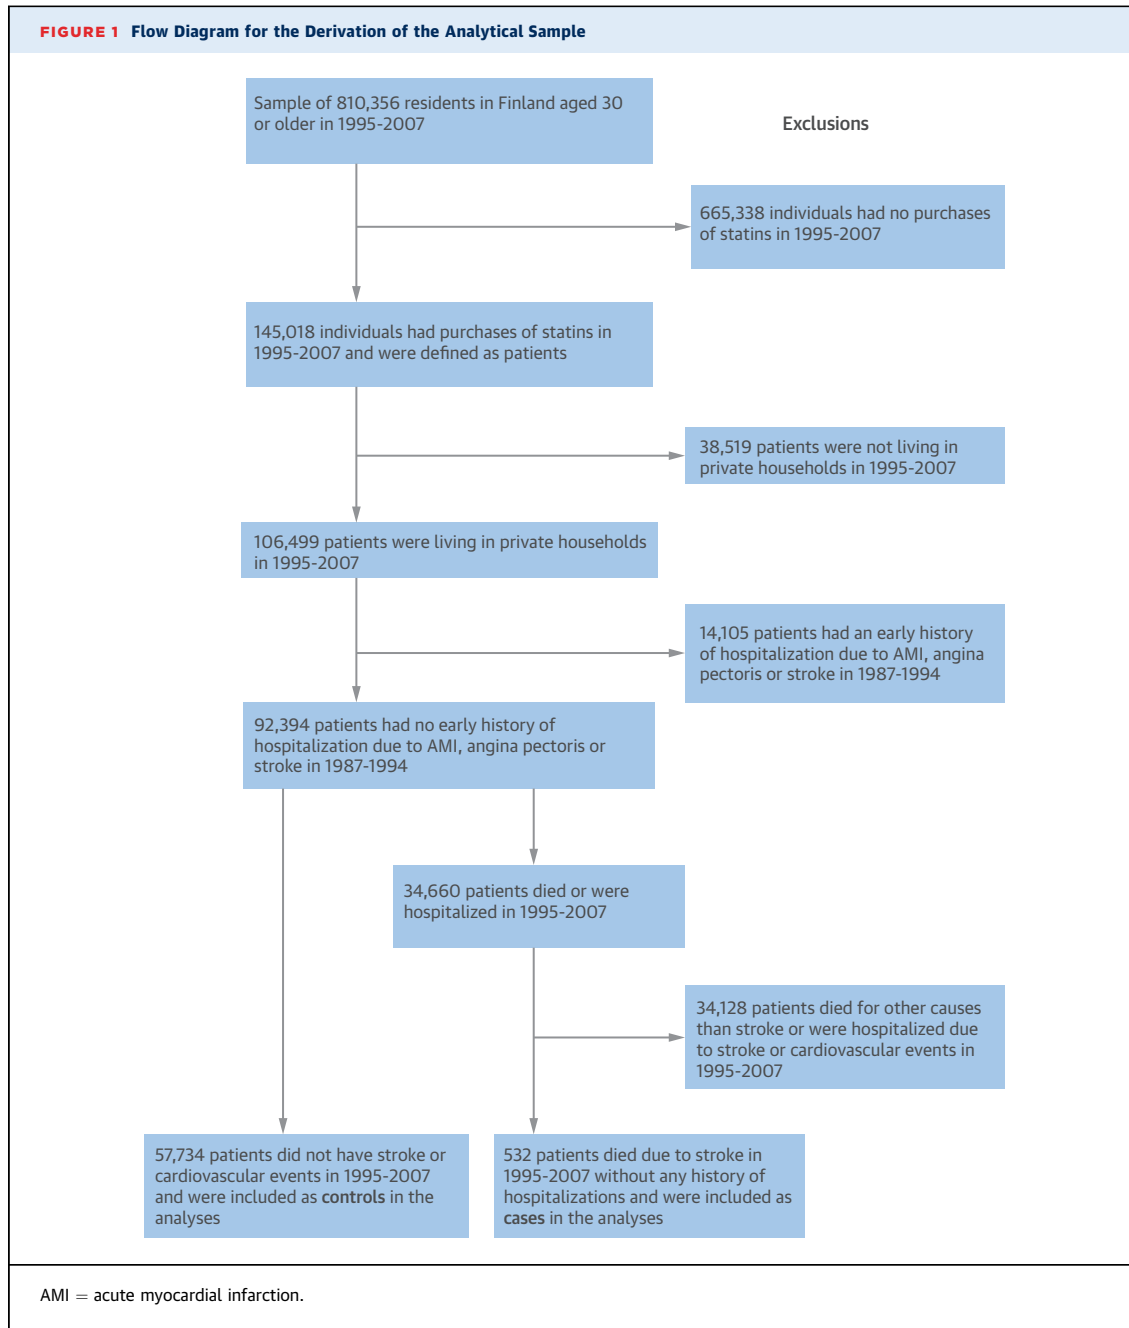 FIGURE 1 Flow Diagram for the Derivation of the Analytical Sample
Sample of 810,356 residents in Finland aged 30
or older in 1995-2007
Exclusions
665,338 individuals had no purchases
of statins in 1995-2007
145,018 individuals had purchases of statins in
1995-2007 and were defined as patients
38,519 patients were not living in
private households in 1995-2007
106,499 patients were living in private households
in 1995-2007
14,105 patients had an early history
of hospitalization due to AMI, angina
pectoris or stroke in 1987-1994
92,394 patients had no early history of
hospitalization due to AMI, angina pectoris or
stroke in 1987-1994
34,660 patients died or were
hospitalized in 1995-2007
34,128 patients died for other causes
than stroke or were hospitalized due
to stroke or cardiovascular events in
1995-2007
57,734 patients did not have stroke or
cardiovascular events in 1995-2007
and were included as controls in the
analyses
532 patients died due to stroke in
1995-2007 without any history of
hospitalizations and were included as
cases in the analyses
AMI = acute myocardial infarction.